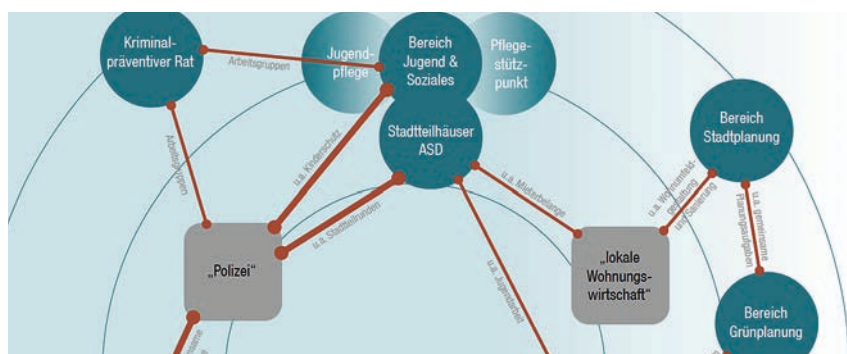 Kriminal-
präventiver Rat
Arbeitsgruppen
Jugend-
pflege
Bereich
Jugend &
Soziales
Pflege-
stütz-
punkt
Stadtteilhäuser
ASD
Bereich
Stadtplanung
Arbeitsgruppen
u.a. Kinderschutz
u.a. Stadtteilrunden
u.a. Mieterbelange
u.a. Wohnumfeld-
gestaltung
und Sanierung
u.a. gemeinsame
Planungsaufgaben
„Polizei“
u.a. Jugendarbeit
„lokale
Wohnungs-
wirtschaft“
Bereich
Grünplanung